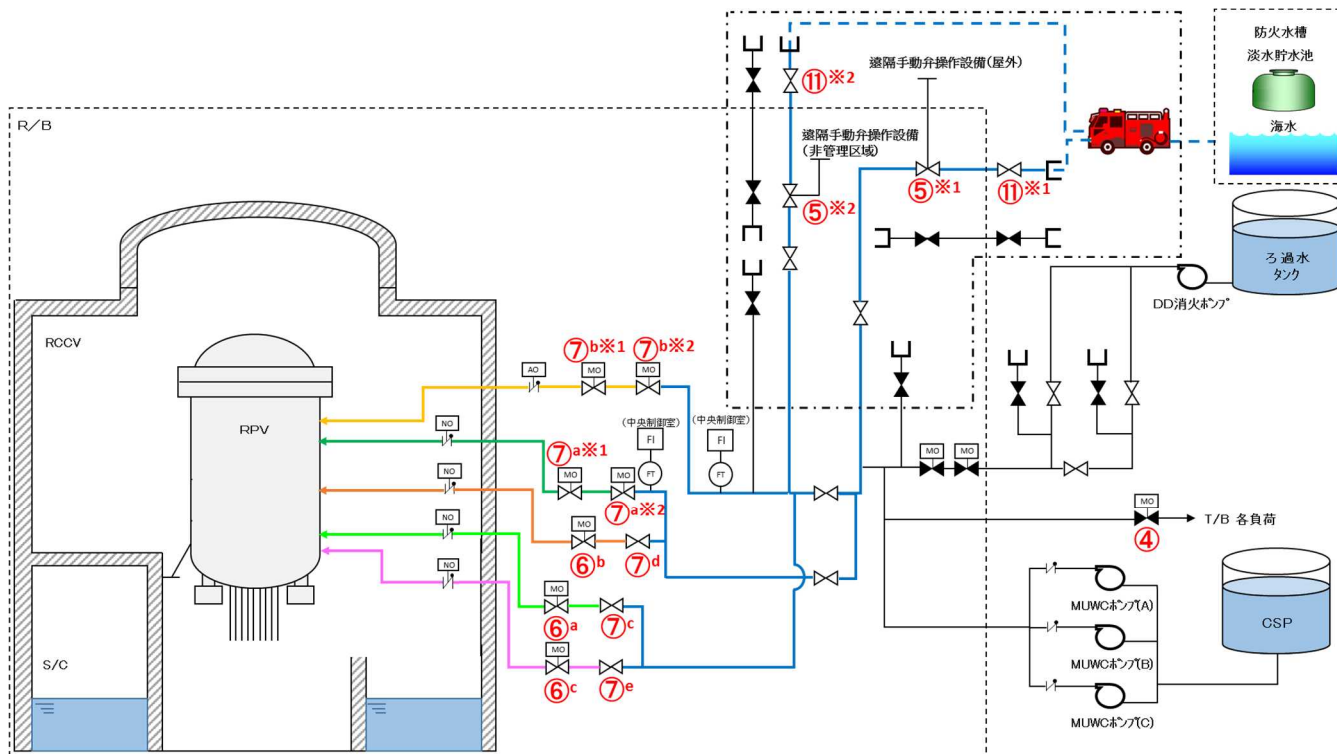 防火水槽
淡水貯水池
海水
遠隔手動弁操作設備(屋外)
⑪※2
R/B
遠隔手動弁操作設備
(非管理区域)
⑤※2
⑤※1
⑪※1
ろ過水
タンク
DD消火ポンプ
RCCV
⑦b※1
⑦b※2
AO
MO
MO
(中央制御室)
(中央制御室)
RPV
NO
FI
FI
⑦a※1
FT
FT
MO
MO
MO
MO
⑦a※2
NO
MO
⑥b
⑦d
MO
T/B 各負荷
④
NO
NO
MO
⑥a
⑦c
MUWCポンプ(A)
CSP
S/C
MO
⑥c
⑦e
MUWCポンプ(B)
MUWCポンプ(C)